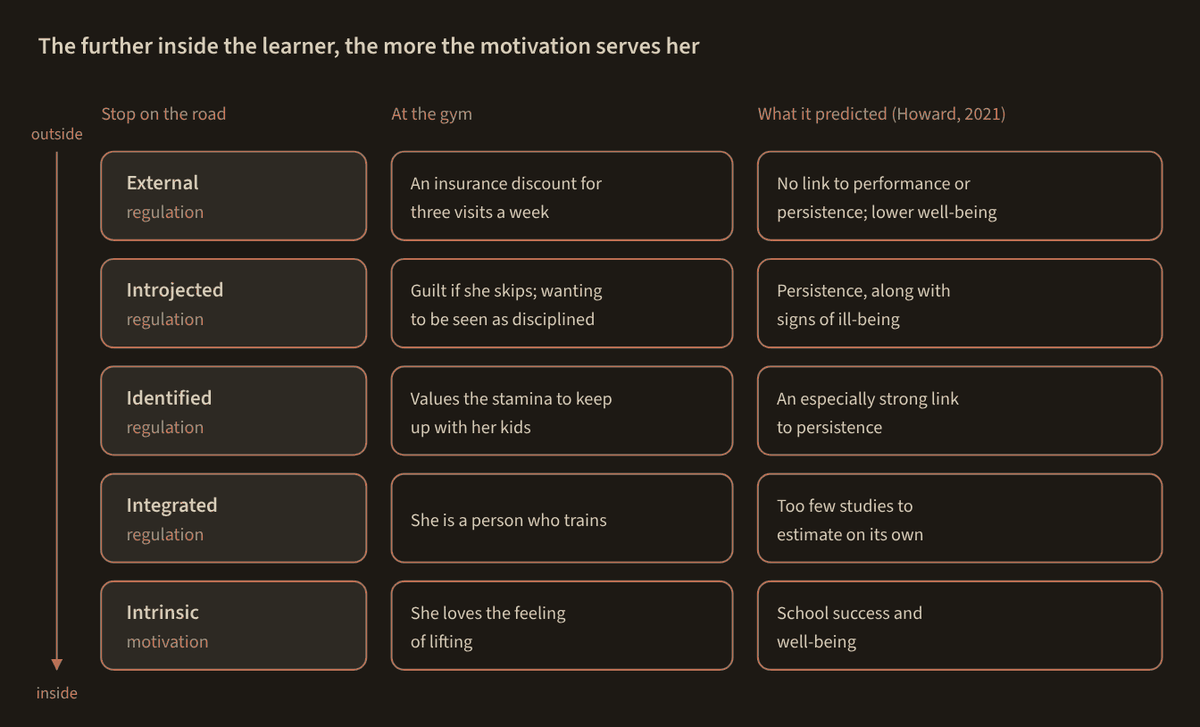 The further inside the learner, the more the motivation serves her
Stop on the road
At the gym
What it predicted (Howard, 2021)
outside
External
regulation
An insurance discount for
three visits a week
No link to performance or
persistence; lower well-being
Introjected
regulation
Guilt if she skips; wanting
to be seen as disciplined
Persistence, along with
signs of ill-being
Identified
regulation
Values the stamina to keep
up with her kids
An especially strong link
to persistence
Integrated
regulation
She is a person who trains
Too few studies to
estimate on its own
Intrinsic
motivation
She loves the feeling
of lifting
School success and
well-being
inside